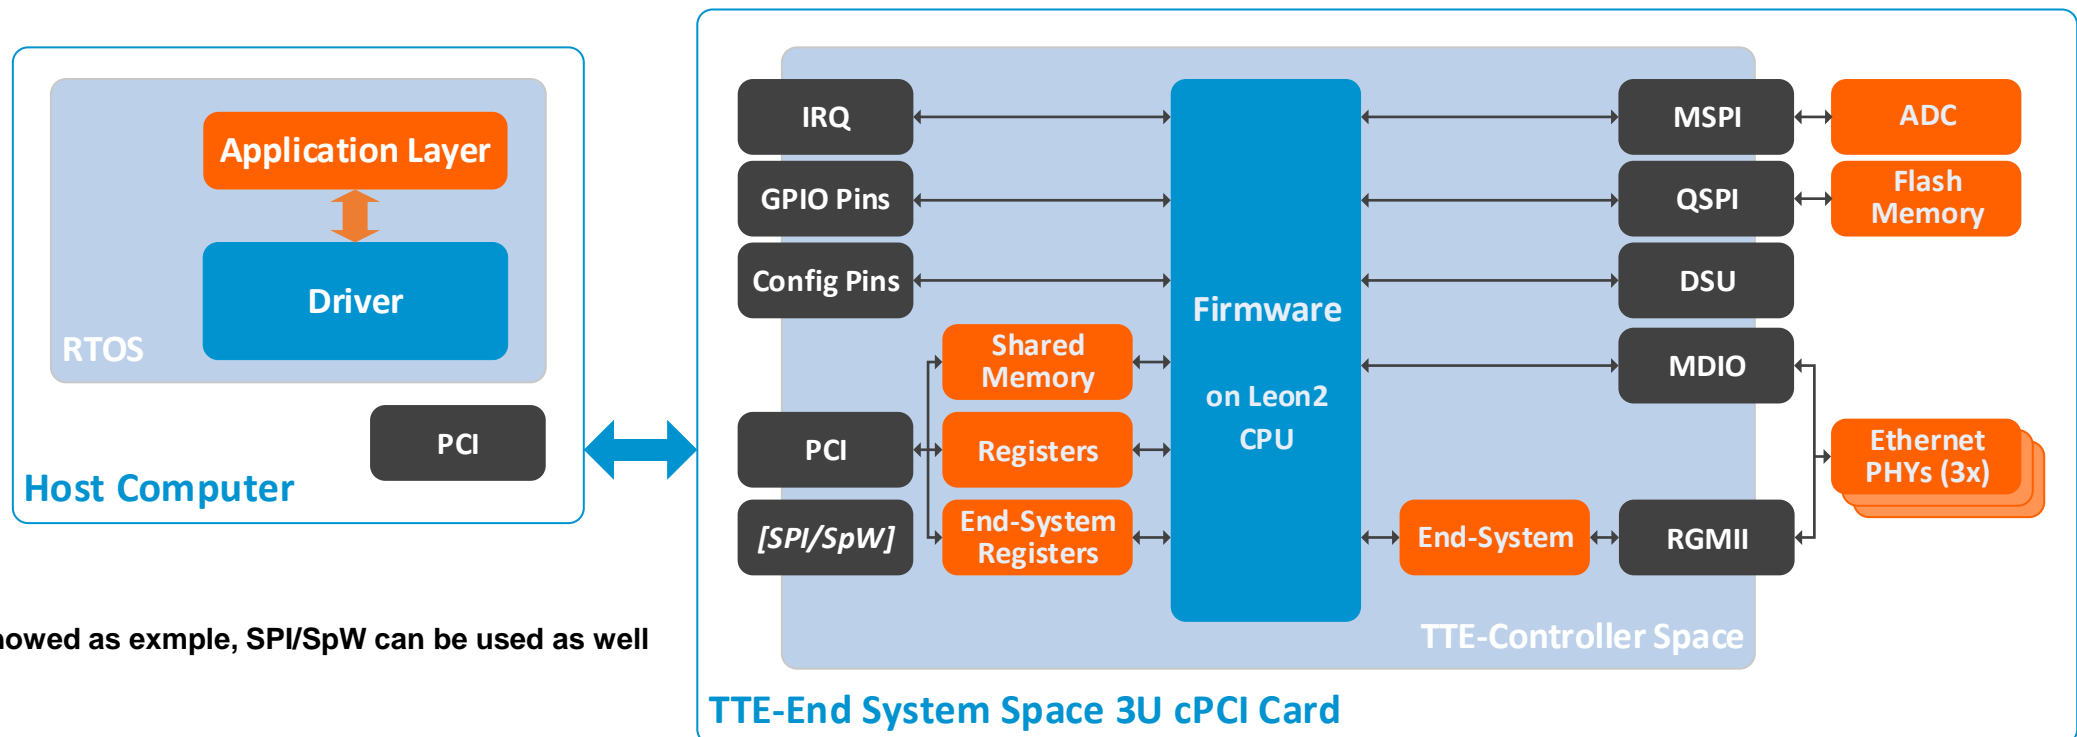 Application Layer
Driver
RTOS
PCI
Host Computer
IRQ
GPIO Pins
Config Pins
PCI
[SPI/SpW]
Shared
Memory
Registers
End-System
Registers
Firmware
on Leon2
CPU
MSPI
QSPI
DSU
MDIO
End-System
RGMII
TTE-Controller Space
ADC
Flash
Memory
Ethernet
PHYs (3x)
TTE-End System Space 3U cPCI Card
as exmple, SPI/SpW can be used as well